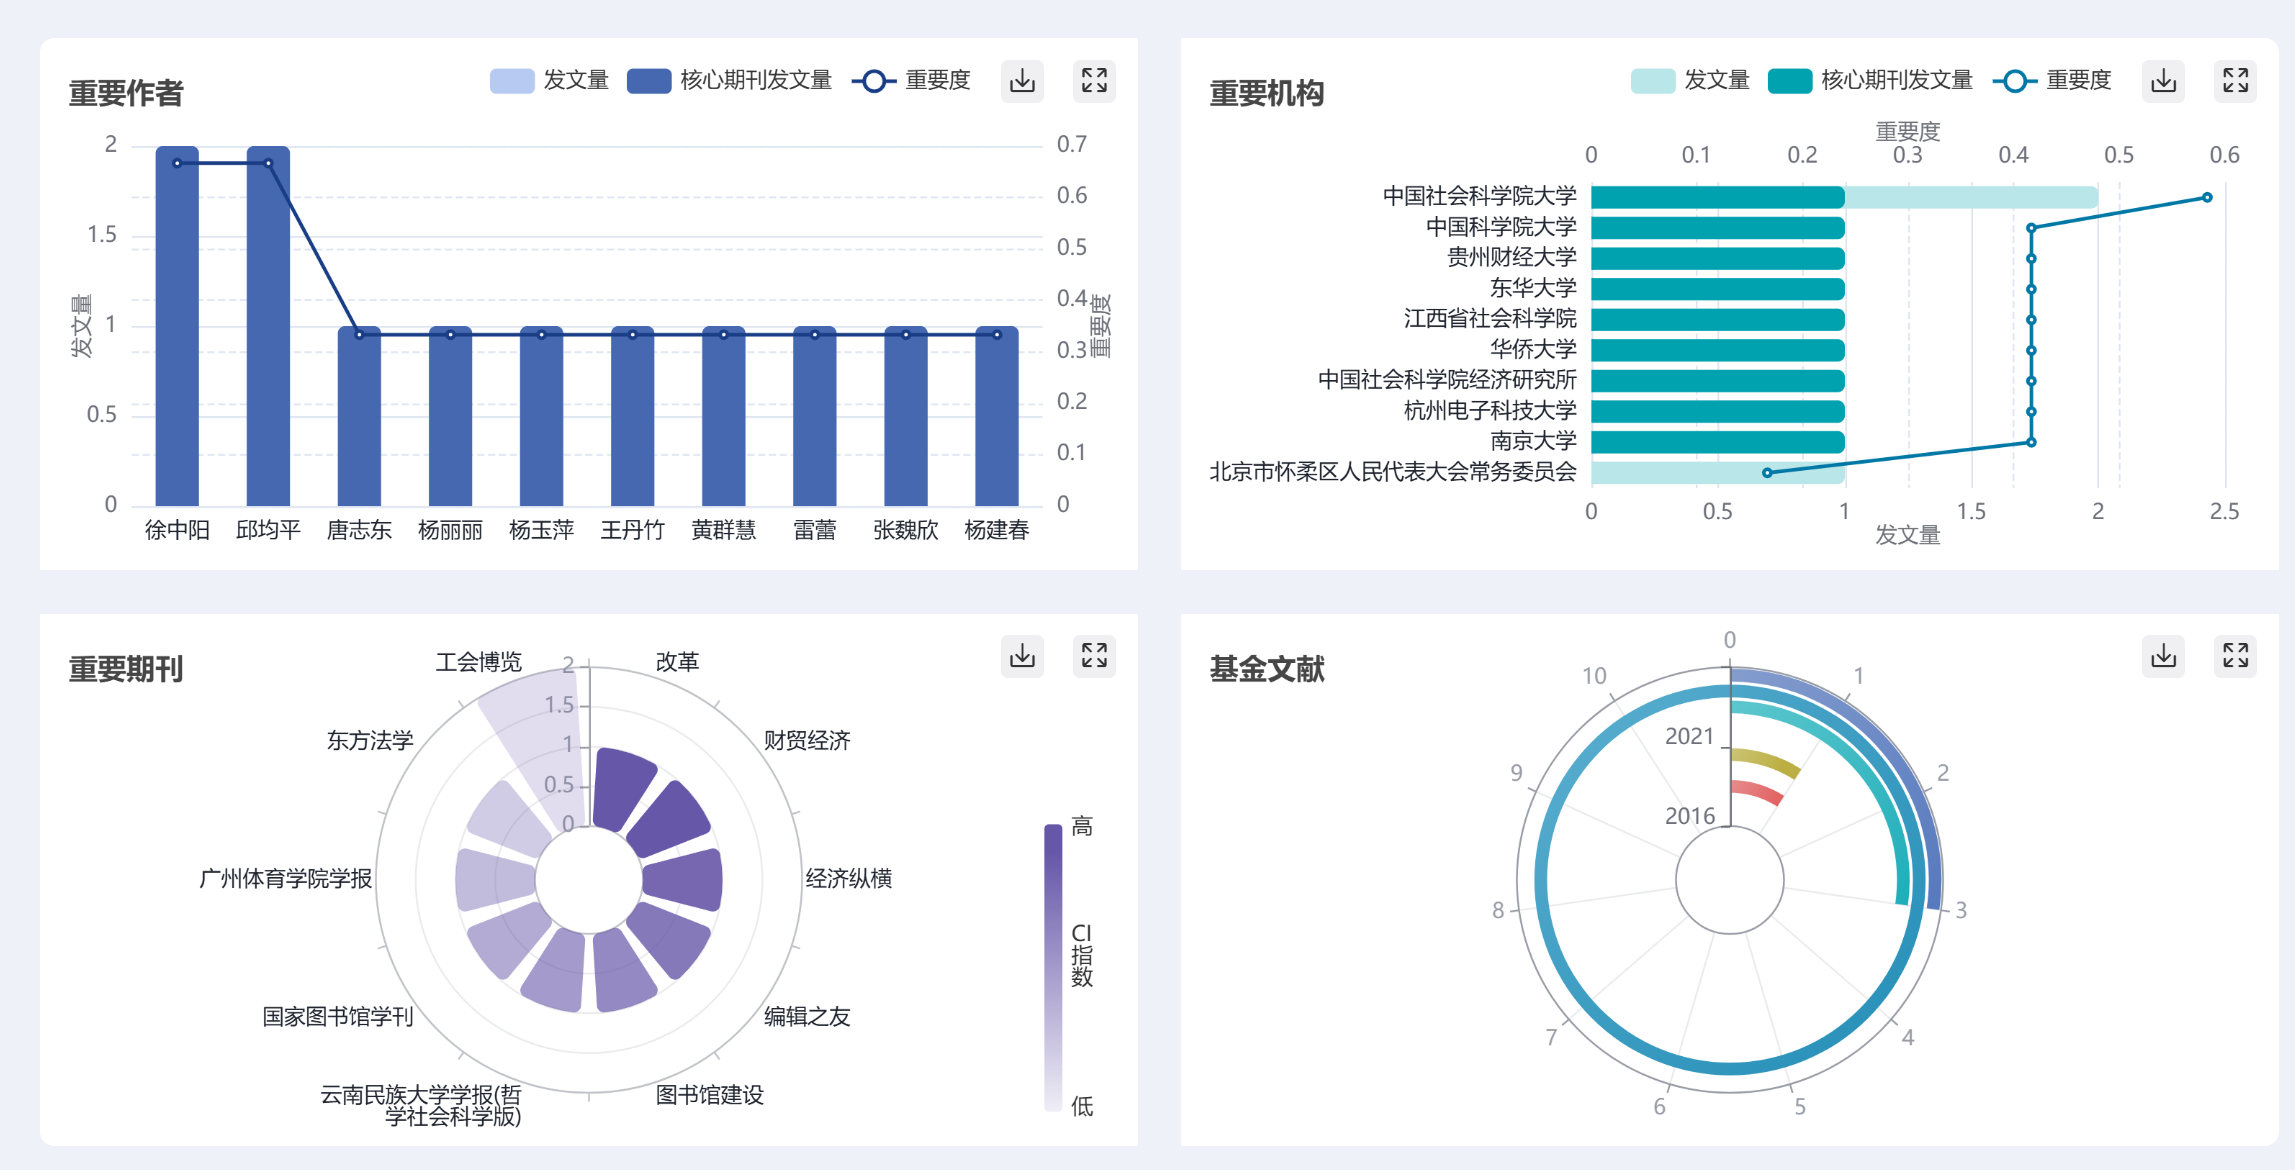 重要作者
发文量
核心期刊发文量
重要度
2
1.5
1
0.5
0
发文量
0.7
0.6
0.5
0.4
0.3
0.2
0.1
0
重要度
徐中阳
邱均平
唐志东
杨丽丽
杨玉萍
王丹竹
黄群慧
雷蕾
张魏欣
杨建春
重要机构
发文量
核心期刊发文量
重要度
重要度
0
0.1
0.2
0.3
0.4
0.5
0.6
中国社会科学院大学
中国科学院大学
贵州财经大学
东华大学
江西省社会科学院
华侨大学
中国社会科学院经济研究所
杭州电子科技大学
南京大学
北京市怀柔区人民代表大会常务委员会
0
0.5
1
1.5
2
2.5
发文量
重要期刊
工会博览
改革
东方法学
财贸经济
广州体育学院学报
经济纵横
国家图书馆学刊
编辑之友
云南民族大学学报(哲
学社会科学版)
图书馆建设
2
1.5
1
0.5
0
高
CI
指
数
低
基金文献
0
1
2
3
4
5
6
7
8
9
10
2021
2016